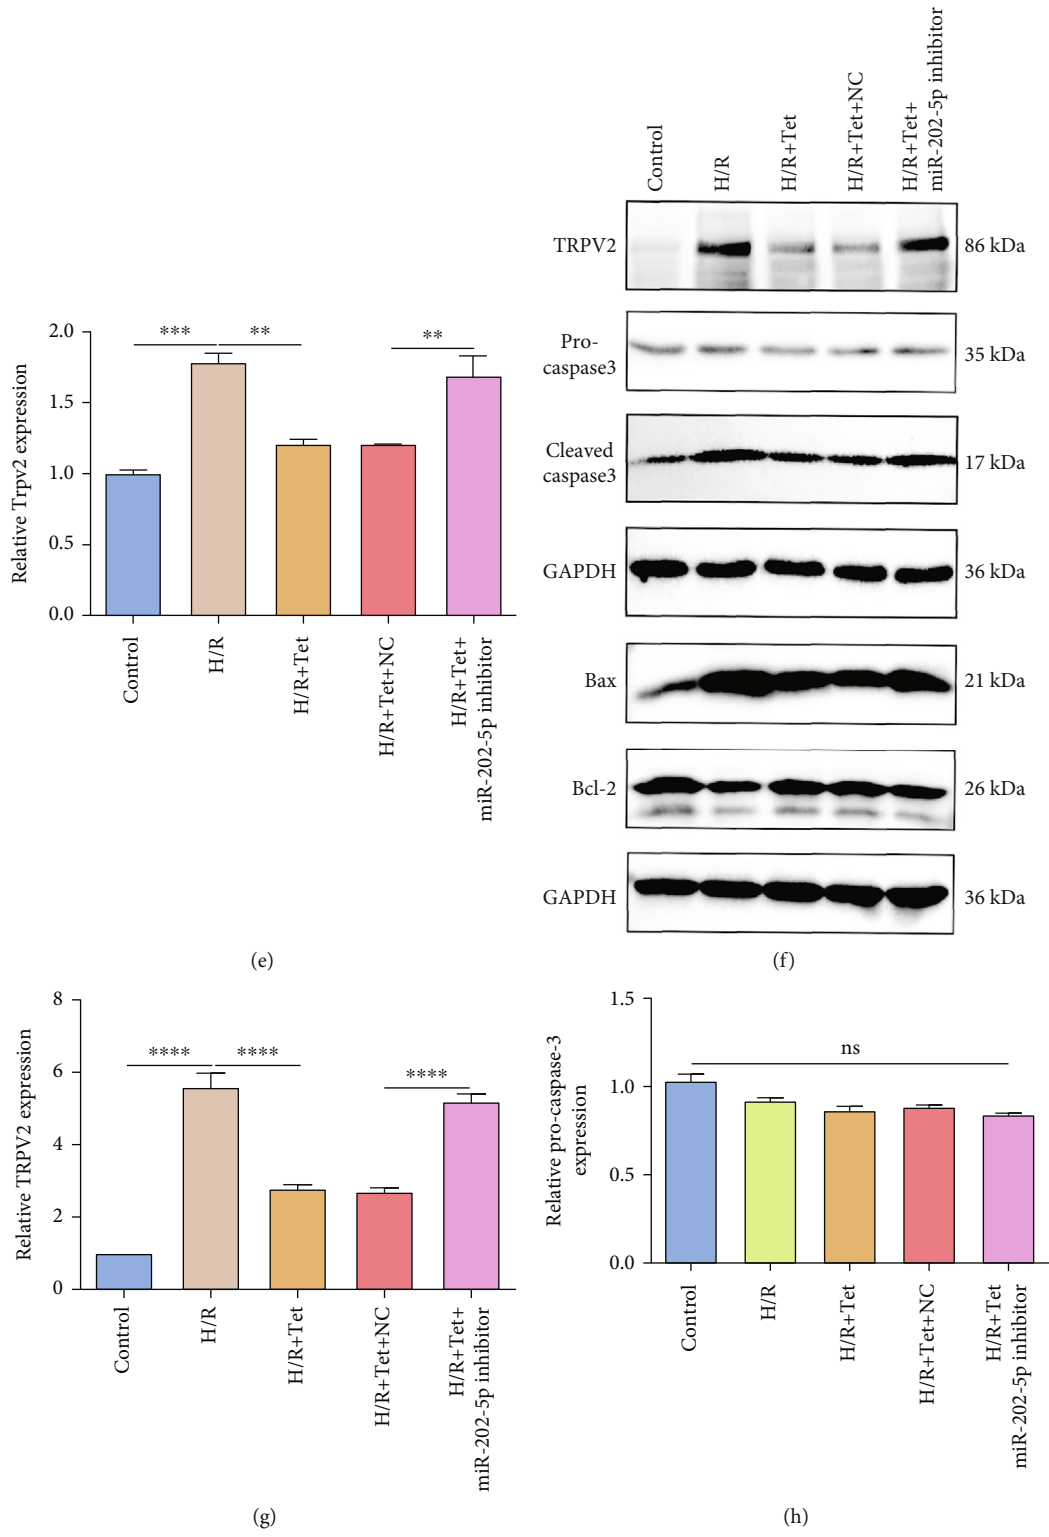 2.0
1.5
1.0
0.5
0.0
Relative Trpv2 expression
***
**
**
Control
H/R
H/R+Tet
H/R+Tet+NC
H/R+Tet+
miR-202-5p inhibitor
(e)
Control
H/R
H/R+Tet
H/R+Tet+NC
H/R+Tet+
miR-202-5p inhibitor
TRPV2
86 kDa
Pro-
caspase3
35 kDa
Cleaved
caspase3
17 kDa
GAPDH
36 kDa
Bax
21 kDa
Bcl-2
26 kDa
GAPDH
36 kDa
(f)
8
6
4
2
0
Relative TRPV2 expression
****
****
****
Control
H/R
H/R+Tet
H/R+Tet+NC
H/R+Tet+
miR-202-5p inhibitor
(g)
1.5
1.0
0.5
0.0
Relative pro-caspase-3
expression
ns
Control
H/R
H/R+Tet
H/R+Tet+NC
H/R+Tet
miR-202-5p inhibitor
(h)